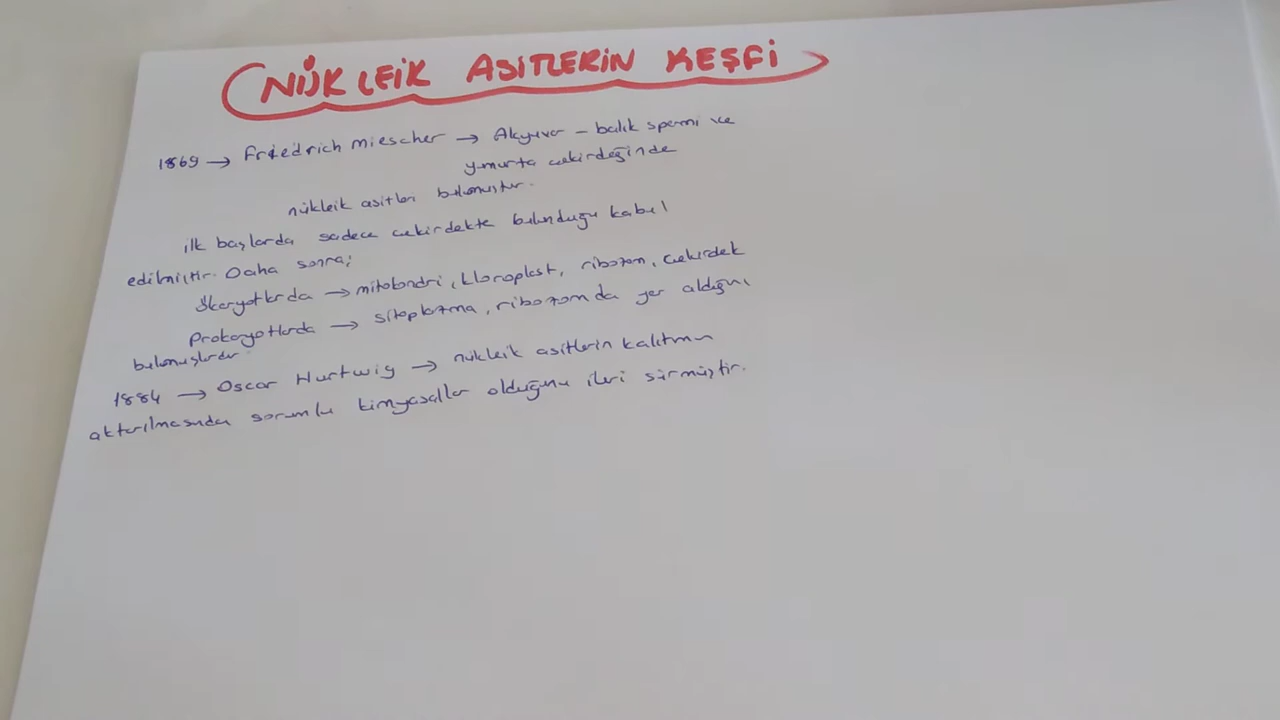 NÜKLEİK ASİTLERİN KEŞFİ
1869 → Friedrich miescher → Akyuvar – balık spermi ve
yumurta çekirdeğinde
nükleik asitleri bulmuştur.
ilk başlarda sadece çekirdekte bulunduğu kabul
edilmiştir. Daha sonra;
Ökaryotlarda → mitokondri, kloroplast, ribozom, çekirdek
Prokaryotlarda → sitoplazma, ribozomda yer aldığını
bulmuşlardır.
1884 → Oscar Hurtwig → nükleik asitlerin kalıtımın
aktarılmasından sorumlu kimyasallar olduğunu ileri sürmüştür.